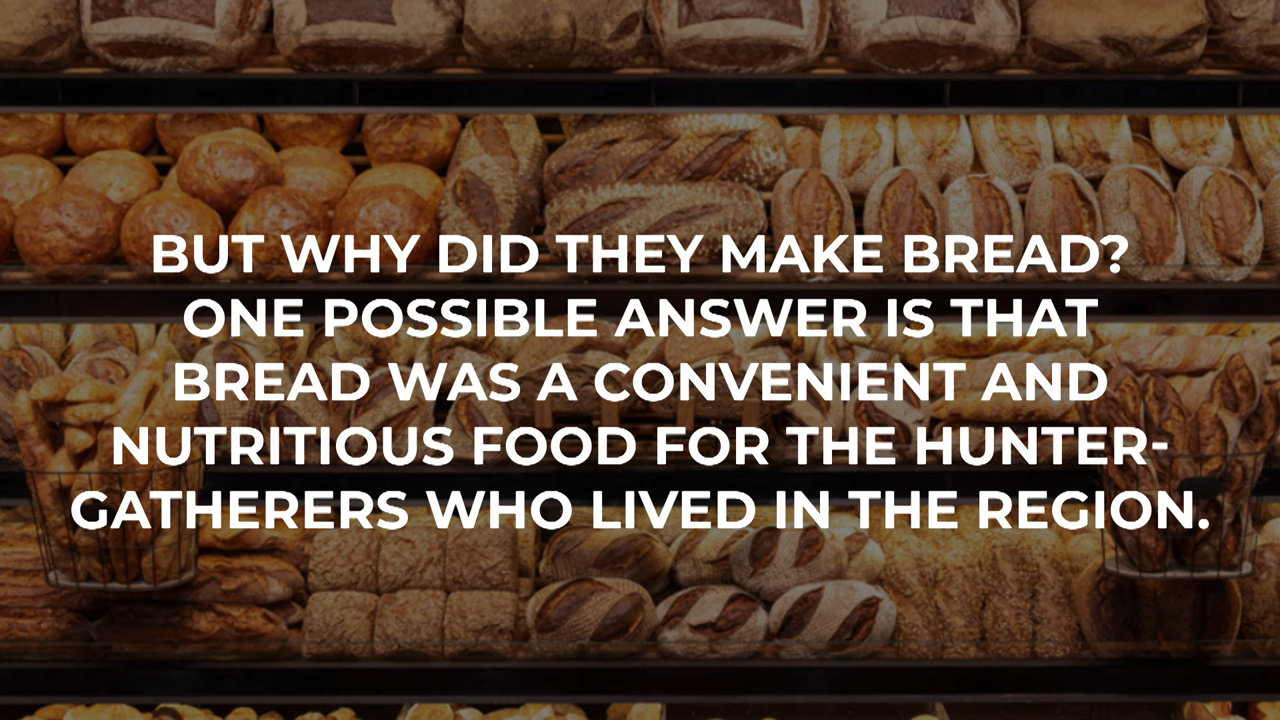 BUT WHY DID THEY MAKE BREAD?
ONE POSSIBLE ANSWER IS THAT
BREAD WAS A CONVENIENT AND
NUTRITIOUS FOOD FOR THE HUNTER-
GATHERERS WHO LIVED IN THE REGION.